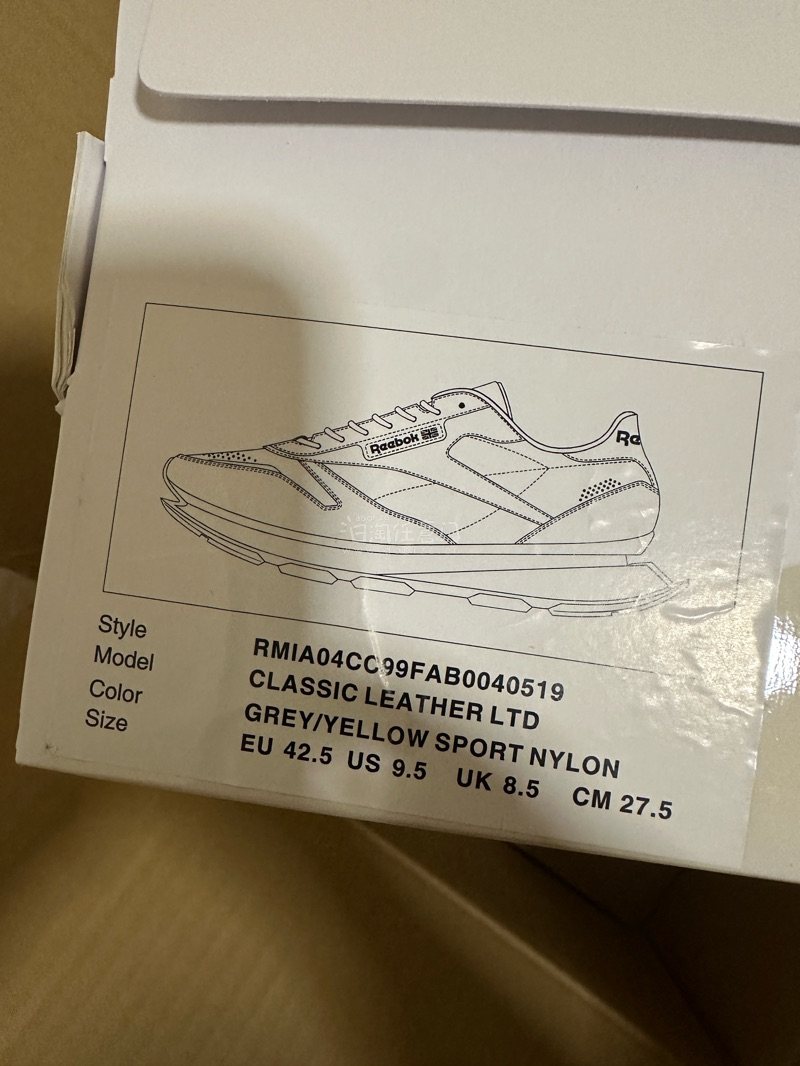 Reebok
Re
Style RMIA04CC99FAB0040519
Model CLASSIC LEATHER LTD
Color GREY/YELLOW SPORT NYLON
Size EU 42.5 US 9.5 UK 8.5 CM 27.5